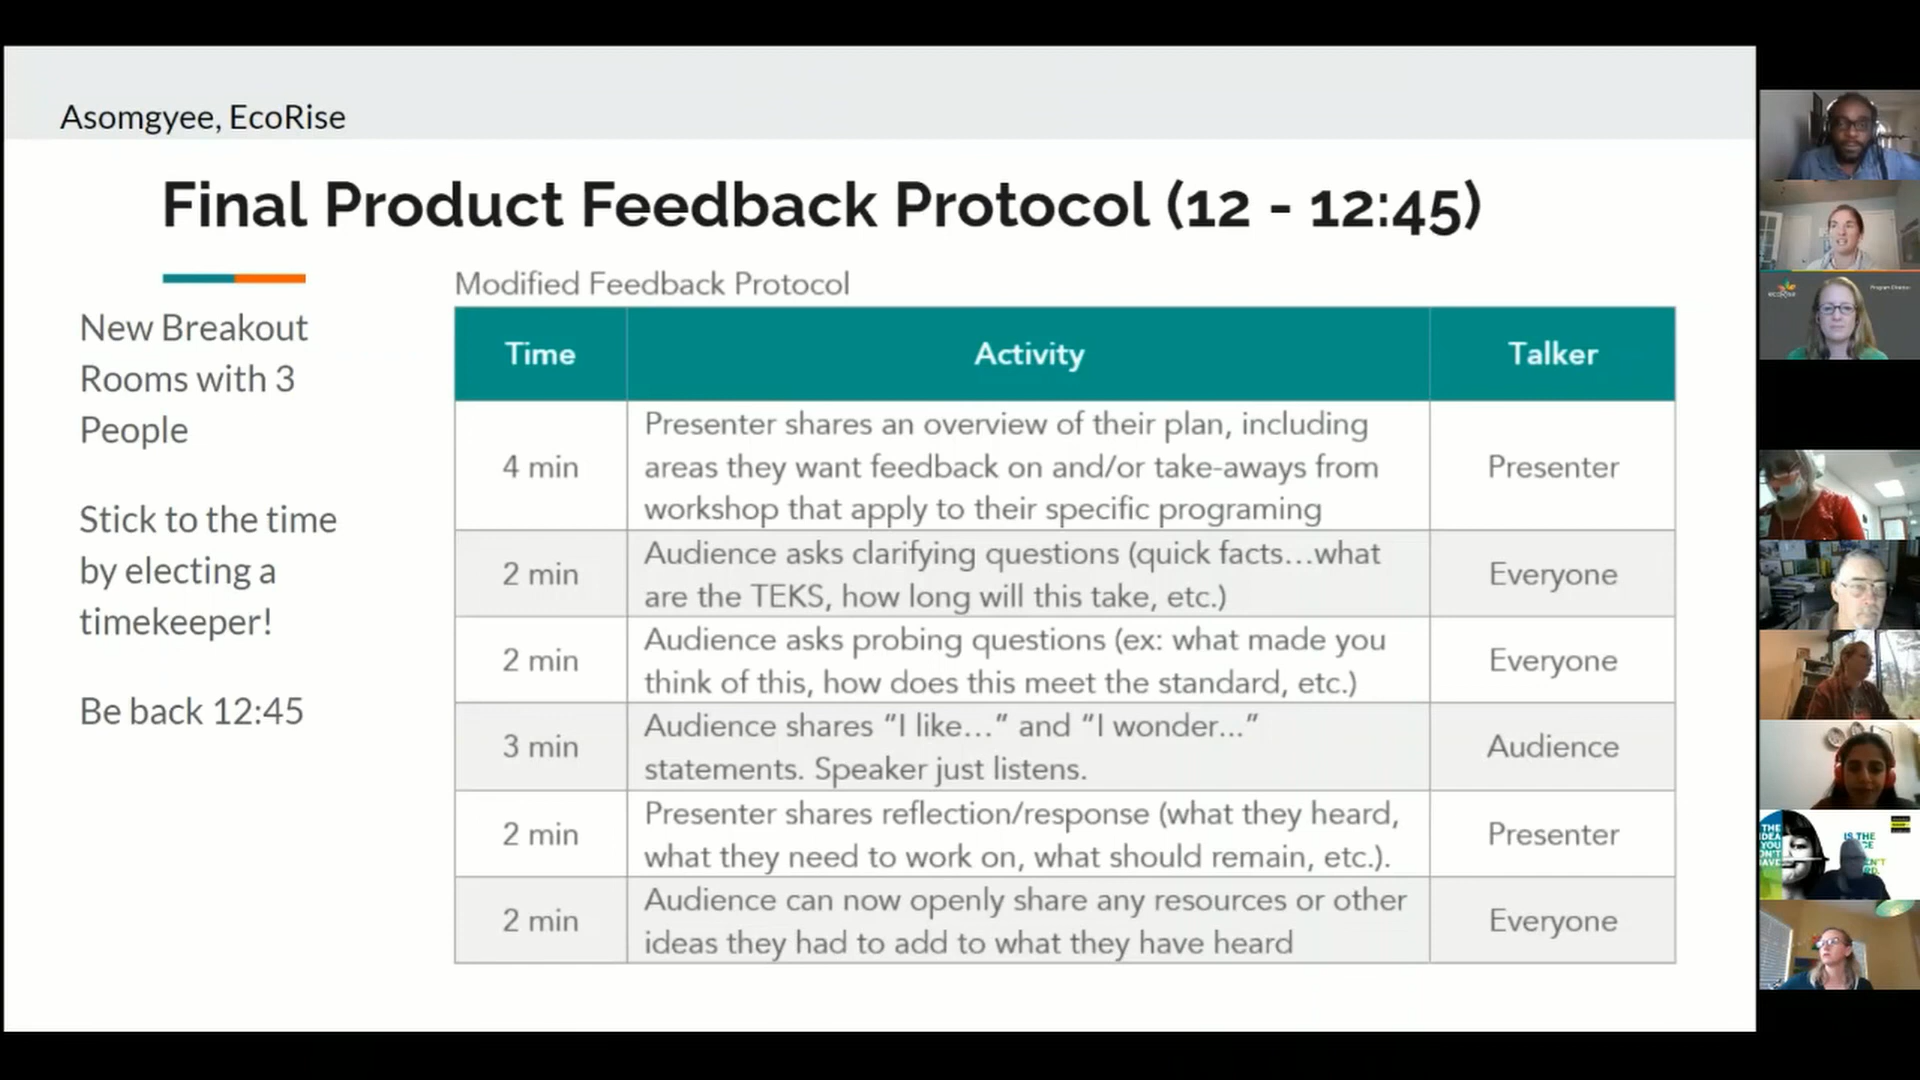 Asomgyee, EcoRise
Final Product Feedback Protocol (12 - 12:45)
New Breakout
Rooms with 3
People
Stick to the time
by electing a
timekeeper!
Be back 12:45
Modified Feedback Protocol
Time Activity Talker
4 min
Presenter shares an overview of their plan, including
areas they want feedback on and/or take-aways from
workshop that apply to their specific programing
Presenter
2 min
Audience asks clarifying questions (quick facts...what
are the TEKS, how long will this take, etc.)
Everyone
2 min
Audience asks probing questions (ex: what made you
think of this, how does this meet the standard, etc.)
Everyone
3 min
Audience shares “I like...” and “I wonder...”
statements. Speaker just listens.
Audience
2 min
Presenter shares reflection/response (what they heard,
what they need to work on, what should remain, etc.).
Presenter
2 min
Audience can now openly share any resources or other
ideas they had to add to what they have heard
Everyone
THE
IDEA
YOU
IS THE